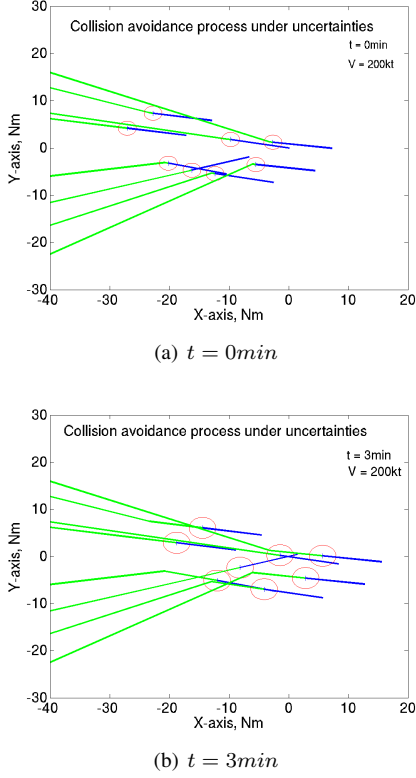 Collision avoidance process under uncertainties
t = 0min
V = 200kt
30
20
10
0
-10
-20
-30
Y-axis, Nm
-40 -30 -20 -10 0 10 20
X-axis, Nm
(a) t = 0min
Collision avoidance process under uncertainties
t = 3min
V = 200kt
30
20
10
0
-10
-20
-30
Y-axis, Nm
-40 -30 -20 -10 0 10 20
X-axis, Nm
(b) t = 3min